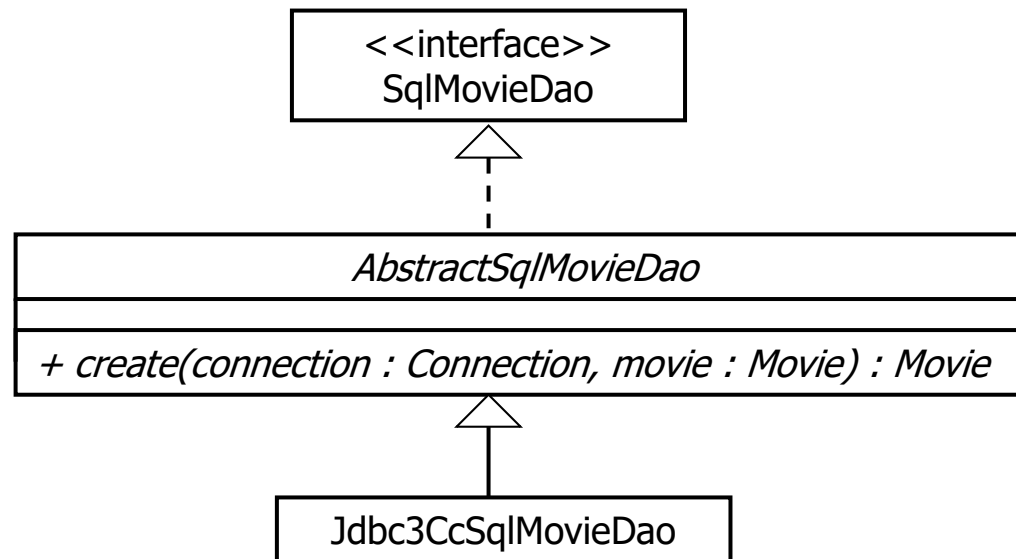 <<interface>>
SqlMovieDao
AbstractSqlMovieDao
+ create(connection : Connection, movie : Movie) : Movie
Jdbc3CcSqlMovieDao